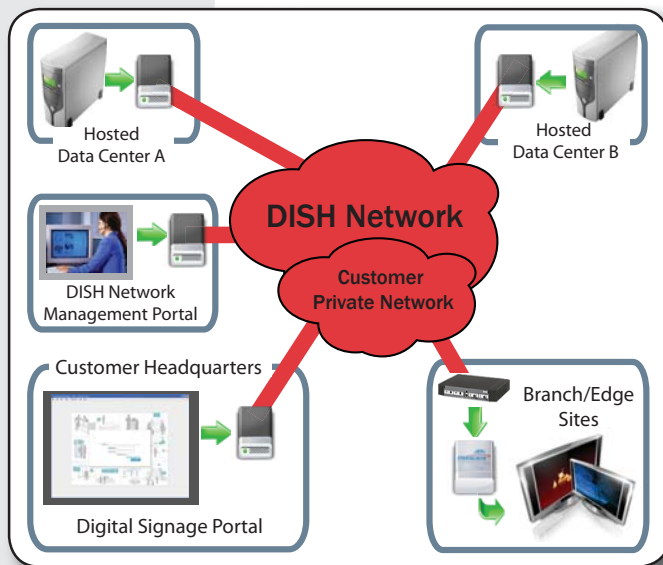 Hosted
Data Center A
Hosted
Data Center B
DISH Network
DISH Network
Management Portal
Customer
Private Network
Customer Headquarters
Digital Signage Portal
Branch/Edge
Sites